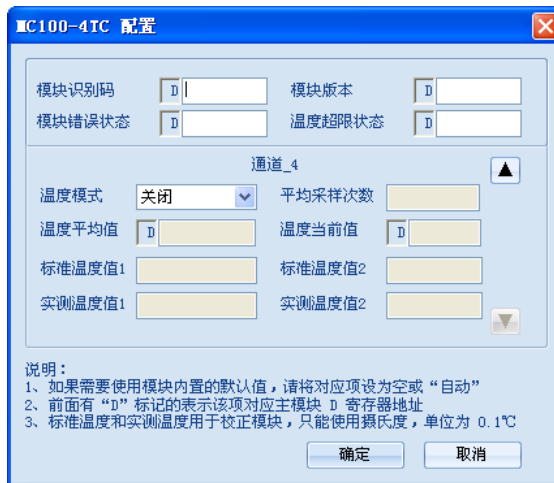 MC100-4TC 配置
模块识别码 D 模块版本 D
模块错误状态 D 温度超限状态 D
通道_4
温度模式 关闭 平均采样次数
温度平均值 D 温度当前值 D
标准温度值1 标准温度值2
实测温度值1 实测温度值2
说明:
1、如果需要使用模块内置的默认值,请将对应项设为空或“自动”
2、前面有“D”标记的表示该项对应主模块 D 寄存器地址
3、标准温度和实测温度用于校正模块,只能使用摄氏度,单位为 0.1℃
确定 取消